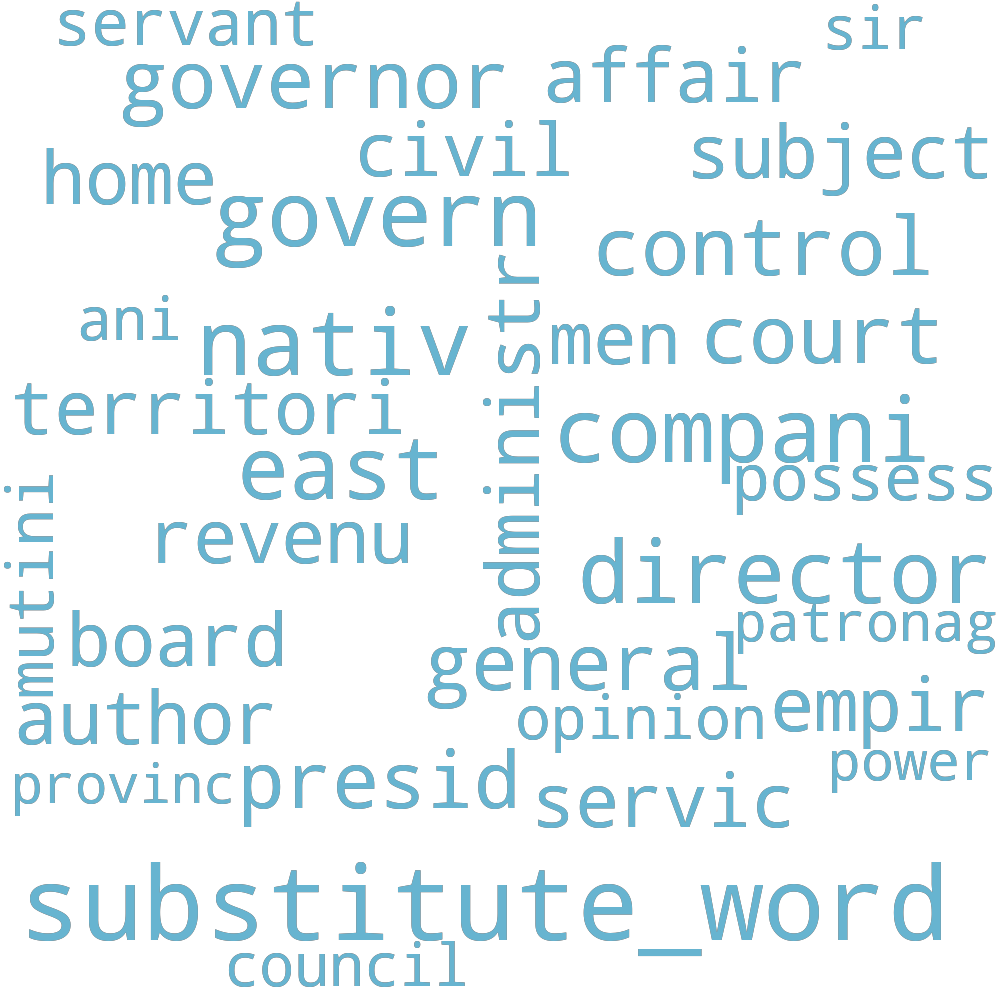 servant
sir
governor
affair
civil
subject
home
govern
control
administr
ani
nativ
men
court
territori
compani
east
possess
mutini
revenu
director
board
patronag
general
author
opinion
empir
power
provinc
presid
servic
substitute_word
council